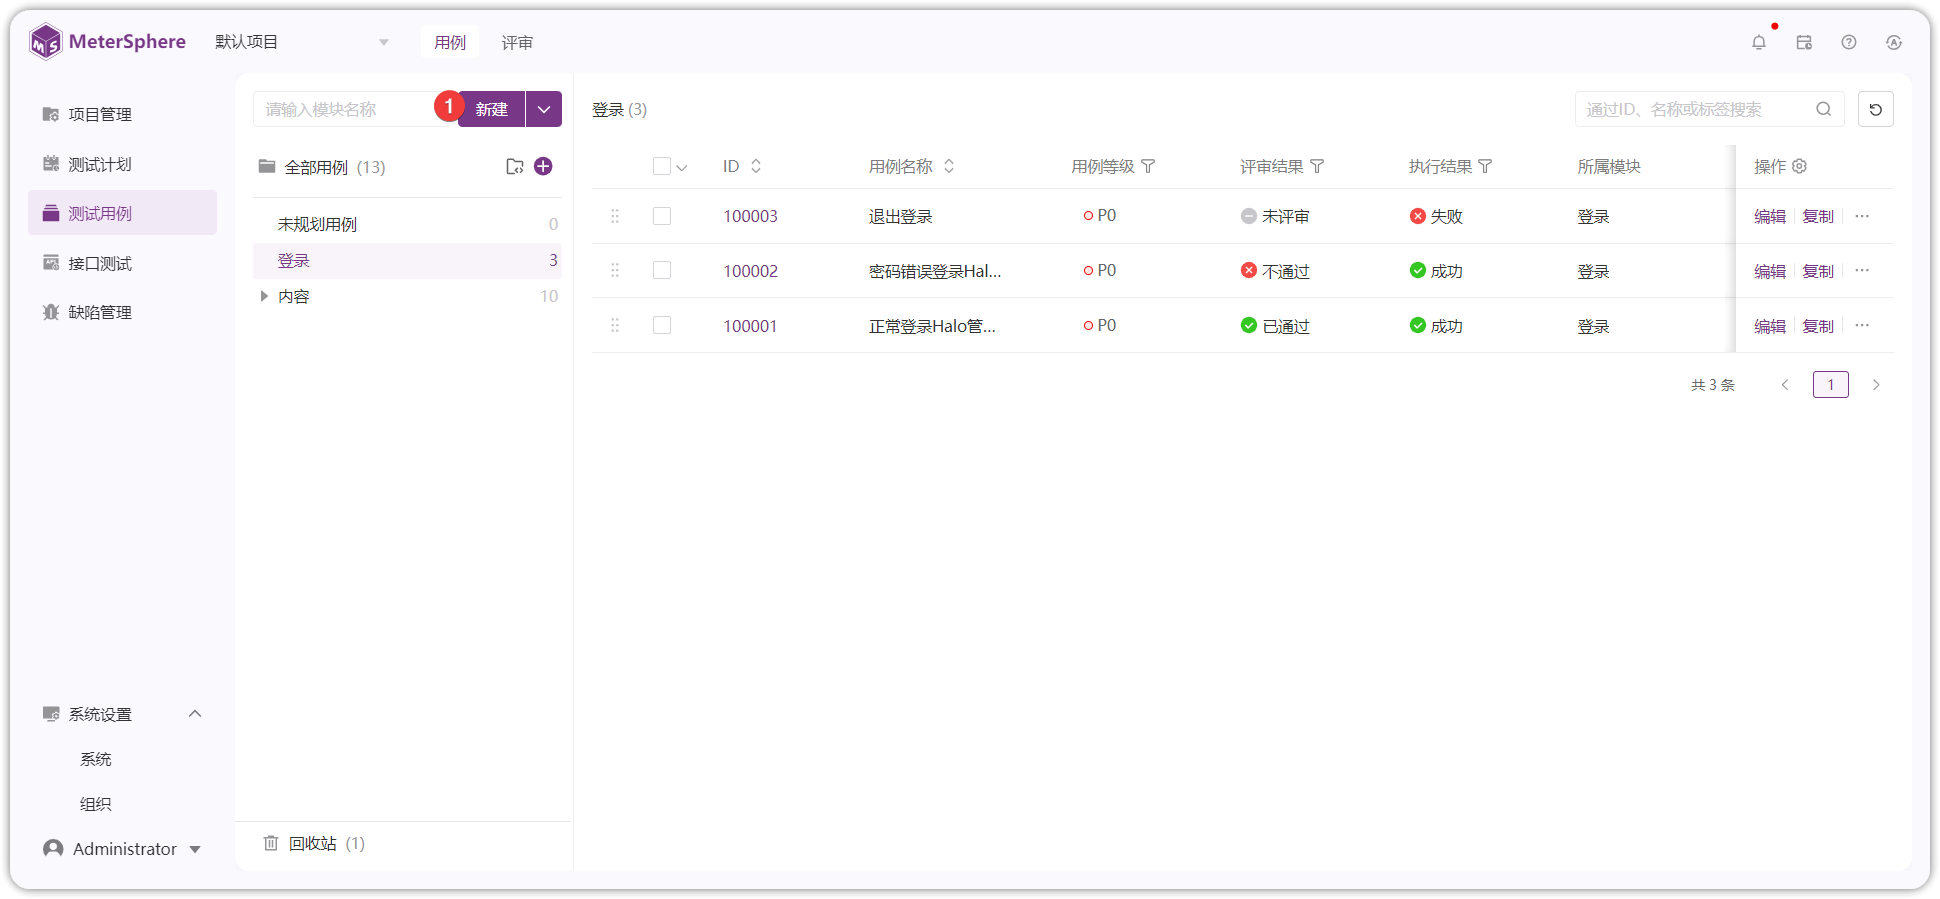 MeterSphere 默认项目 用例 评审
项目管理
测试计划
测试用例
接口测试
缺陷管理
系统设置
系统
组织
Administrator
请输入模块名称 1 新建
全部用例 (13)
未规划用例 0
登录 3
内容 10
回收站 (1)
登录 (3) 通过ID、名称或标签搜索
ID 用例名称 用例等级 评审结果 执行结果 所属模块 操作
100003 退出登录 P0 未评审 失败 登录 编辑 复制 ...
100002 密码错误登录Hal... P0 不通过 成功 登录 编辑 复制 ...
100001 正常登录Halo管... P0 已通过 成功 登录 编辑 复制 ...
共 3 条 1